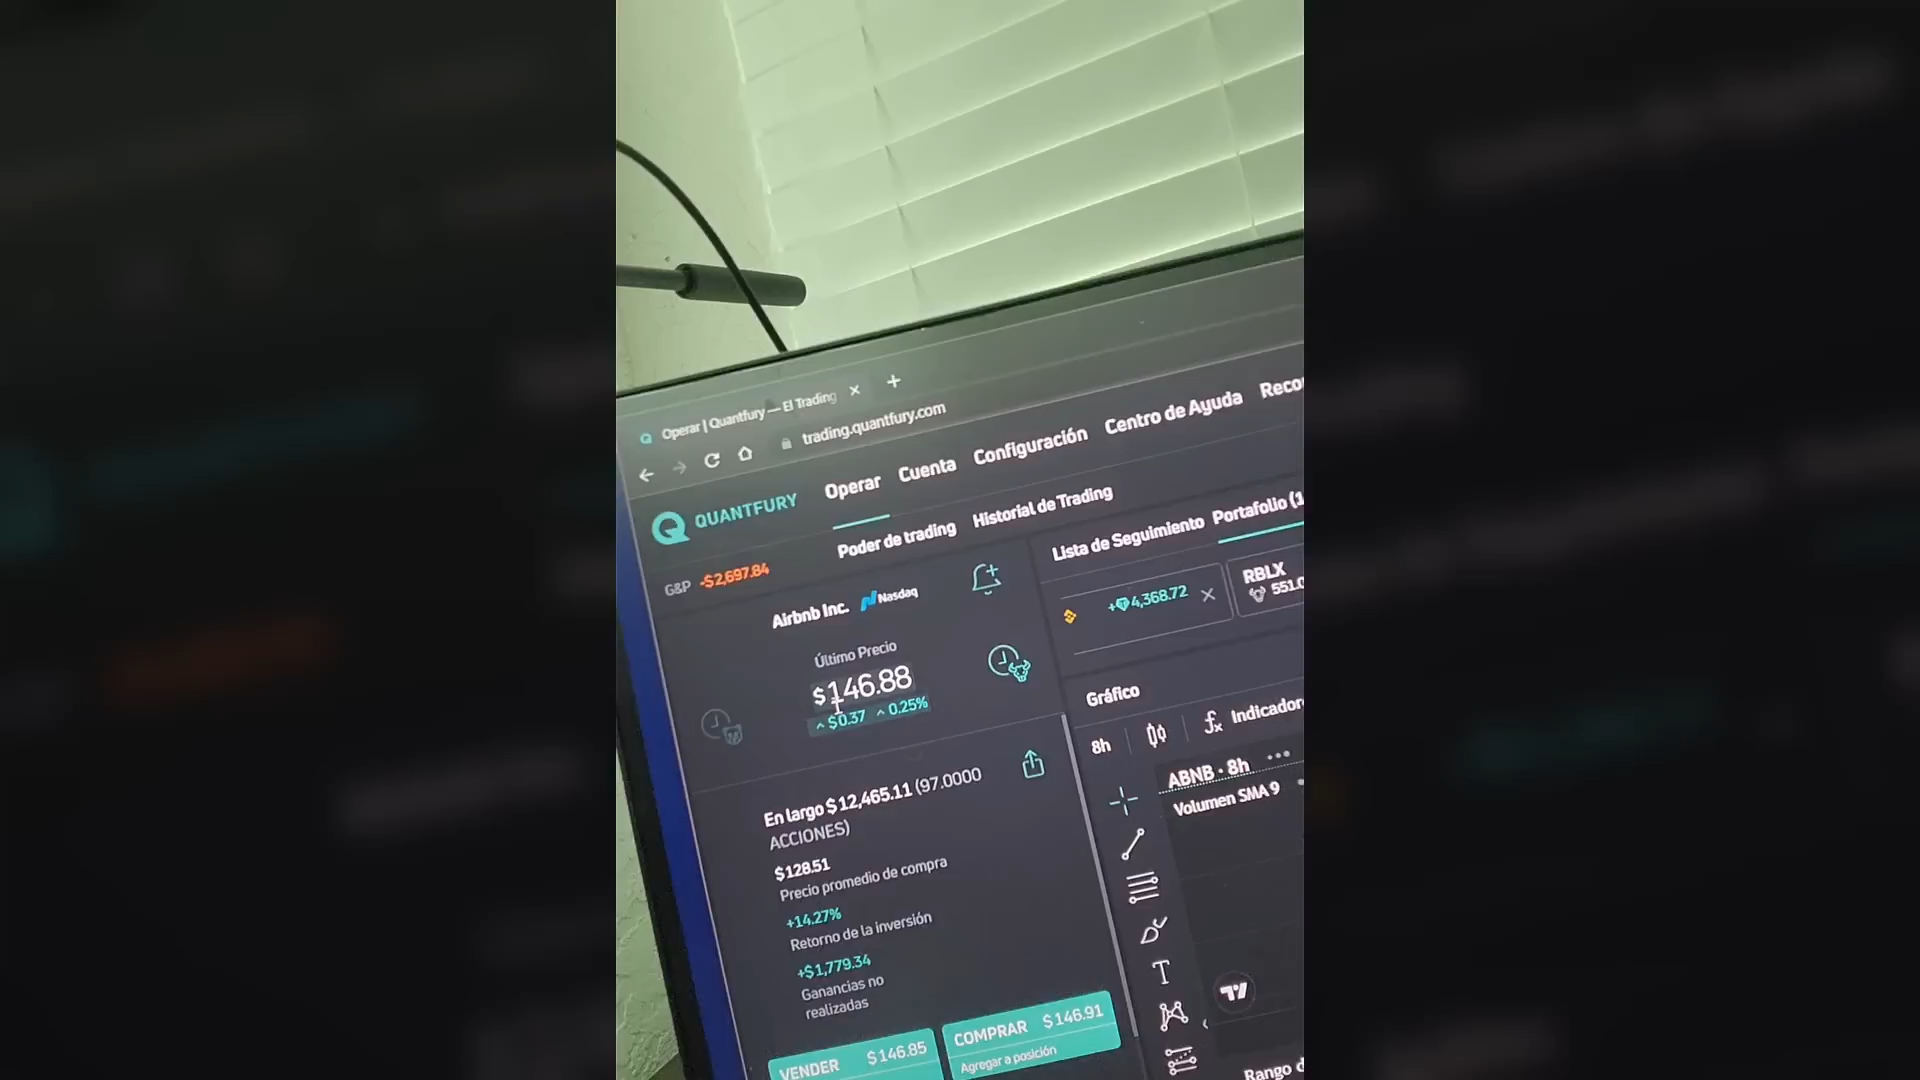 Operar | Quantfury — El Trading
trading.quantfury.com
QUANTFURY
Operar
Cuenta
Configuración
Centro de Ayuda
Poder de trading
Historial de Trading
G&P -$2,697.84
Airbnb Inc. Nasdaq
Último Precio
$146.88
$0.37 0.25%
En largo $12,465.11 (97.0000
ACCIONES)
$128.51
Precio promedio de compra
+14.27%
Retorno de la inversión
+$1,779.34
Ganancias no
realizadas
VENDER $146.85
COMPRAR $146.91
Agregar a posición
Lista de Seguimiento
Portafolio (1
+4,368.72
RBLX
551.0
Gráfico
8h
fx
ABNB · 8h
Volumen SMA 9
T